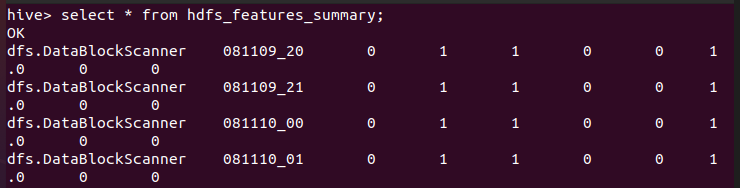 hive> select * from hdfs_features_summary;
OK
dfs.DataBlockScanner 081109_20 0 1 1 0 0 1
.0 0 0
dfs.DataBlockScanner 081109_21 0 1 1 0 0 1
.0 0 0
dfs.DataBlockScanner 081110_00 0 1 1 0 0 1
.0 0 0
dfs.DataBlockScanner 081110_01 0 1 1 0 0 1
.0 0 0